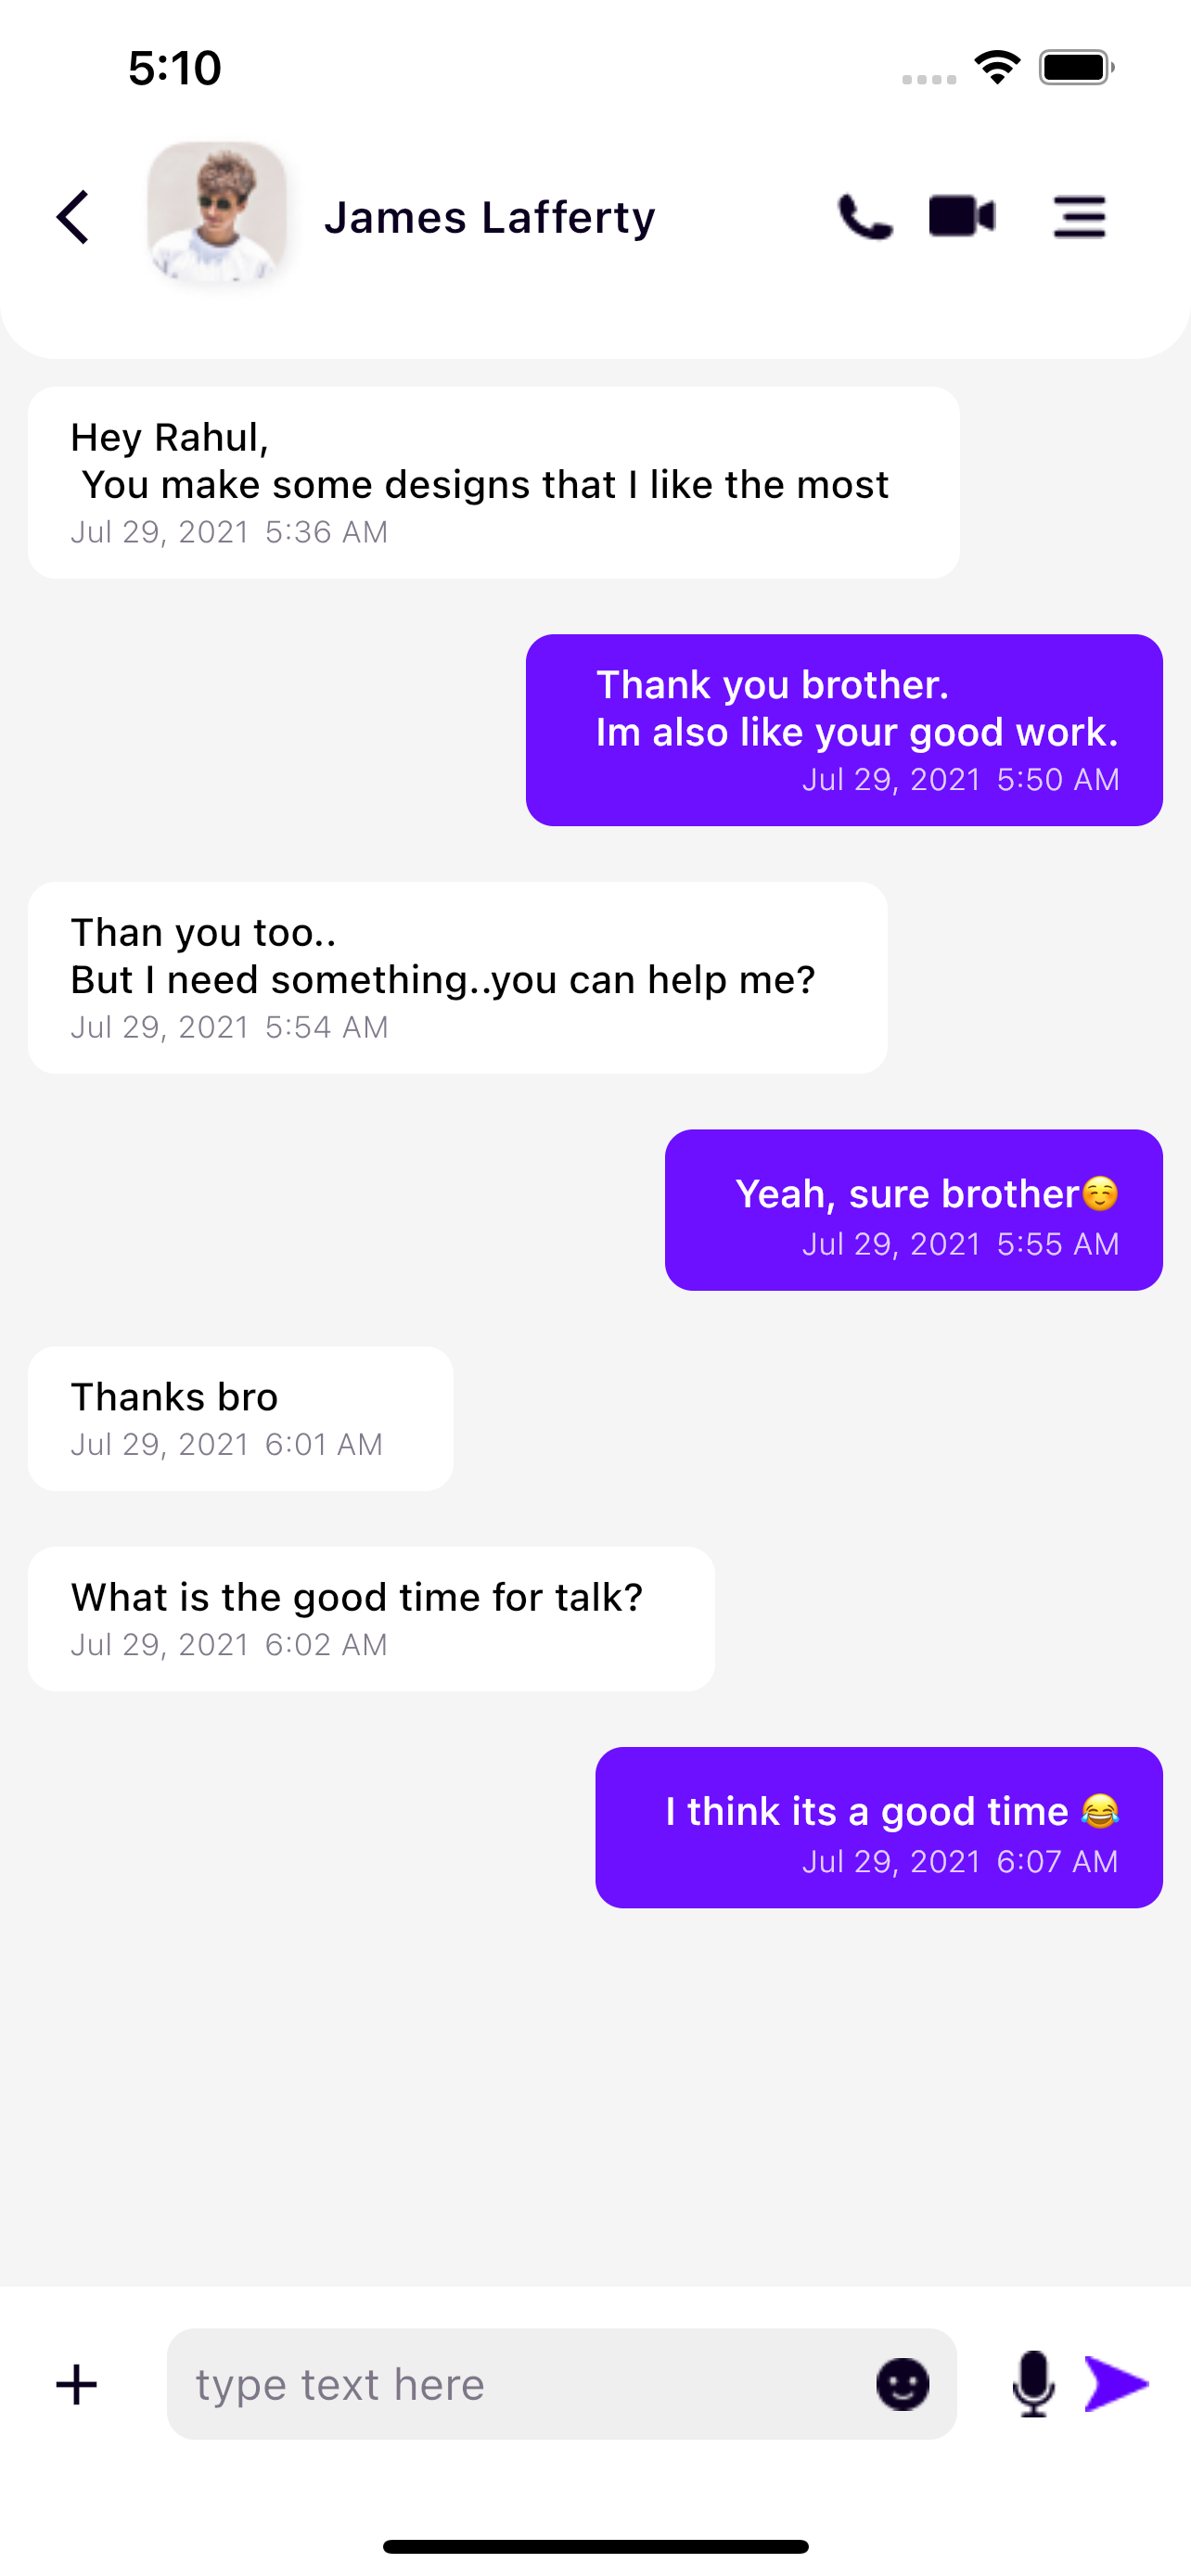 5:10
James Lafferty
Hey Rahul,
You make some designs that I like the most
Jul 29, 2021 5:36 AM
Thank you brother.
Im also like your good work.
Jul 29, 2021 5:50 AM
Than you too..
But I need something..you can help me?
Jul 29, 2021 5:54 AM
Yeah, sure brother☺️
Jul 29, 2021 5:55 AM
Thanks bro
Jul 29, 2021 6:01 AM
What is the good time for talk?
Jul 29, 2021 6:02 AM
I think its a good time 😂
Jul 29, 2021 6:07 AM
type text here